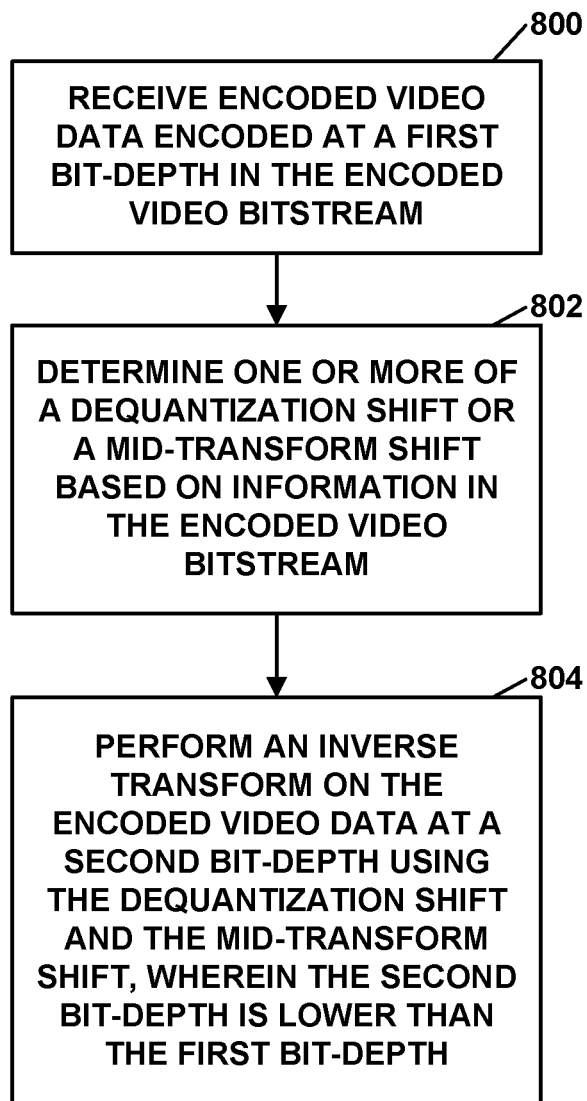 800
RECEIVE ENCODED VIDEO
DATA ENCODED AT A FIRST
BIT-DEPTH IN THE ENCODED
VIDEO BITSTREAM
802
DETERMINE ONE OR MORE OF
A DEQUANTIZATION SHIFT OR
A MID-TRANSFORM SHIFT
BASED ON INFORMATION IN
THE ENCODED VIDEO
BITSTREAM
804
PERFORM AN INVERSE
TRANSFORM ON THE
ENCODED VIDEO DATA AT A
SECOND BIT-DEPTH USING
THE DEQUANTIZATION SHIFT
AND THE MID-TRANSFORM
SHIFT, WHEREIN THE SECOND
BIT-DEPTH IS LOWER THAN
THE FIRST BIT-DEPTH